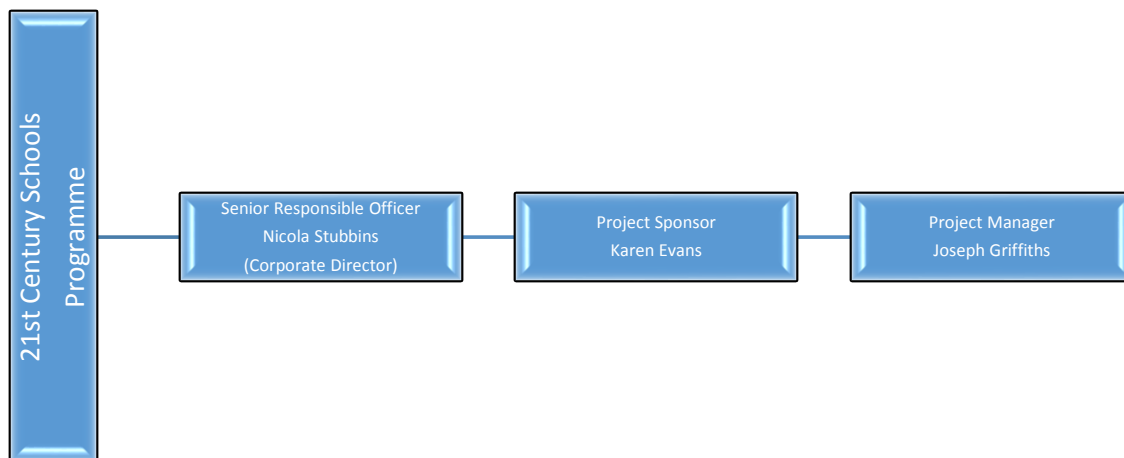 21st Century Schools
Programme
Senior Responsible Officer
Nicola Stubbins
(Corporate Director)
Project Sponsor
Karen Evans
Project Manager
Joseph Griffiths